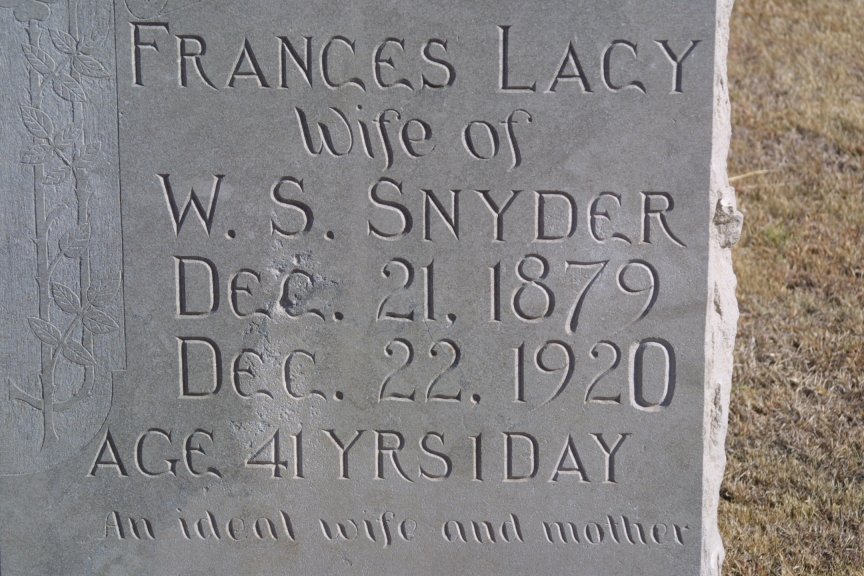 FRANCES LACY
Wife of
W. S. SNYDER
DEC. 21, 1879
DEC. 22, 1920
AGE 41 YRS 1 DAY
An ideal wife and mother